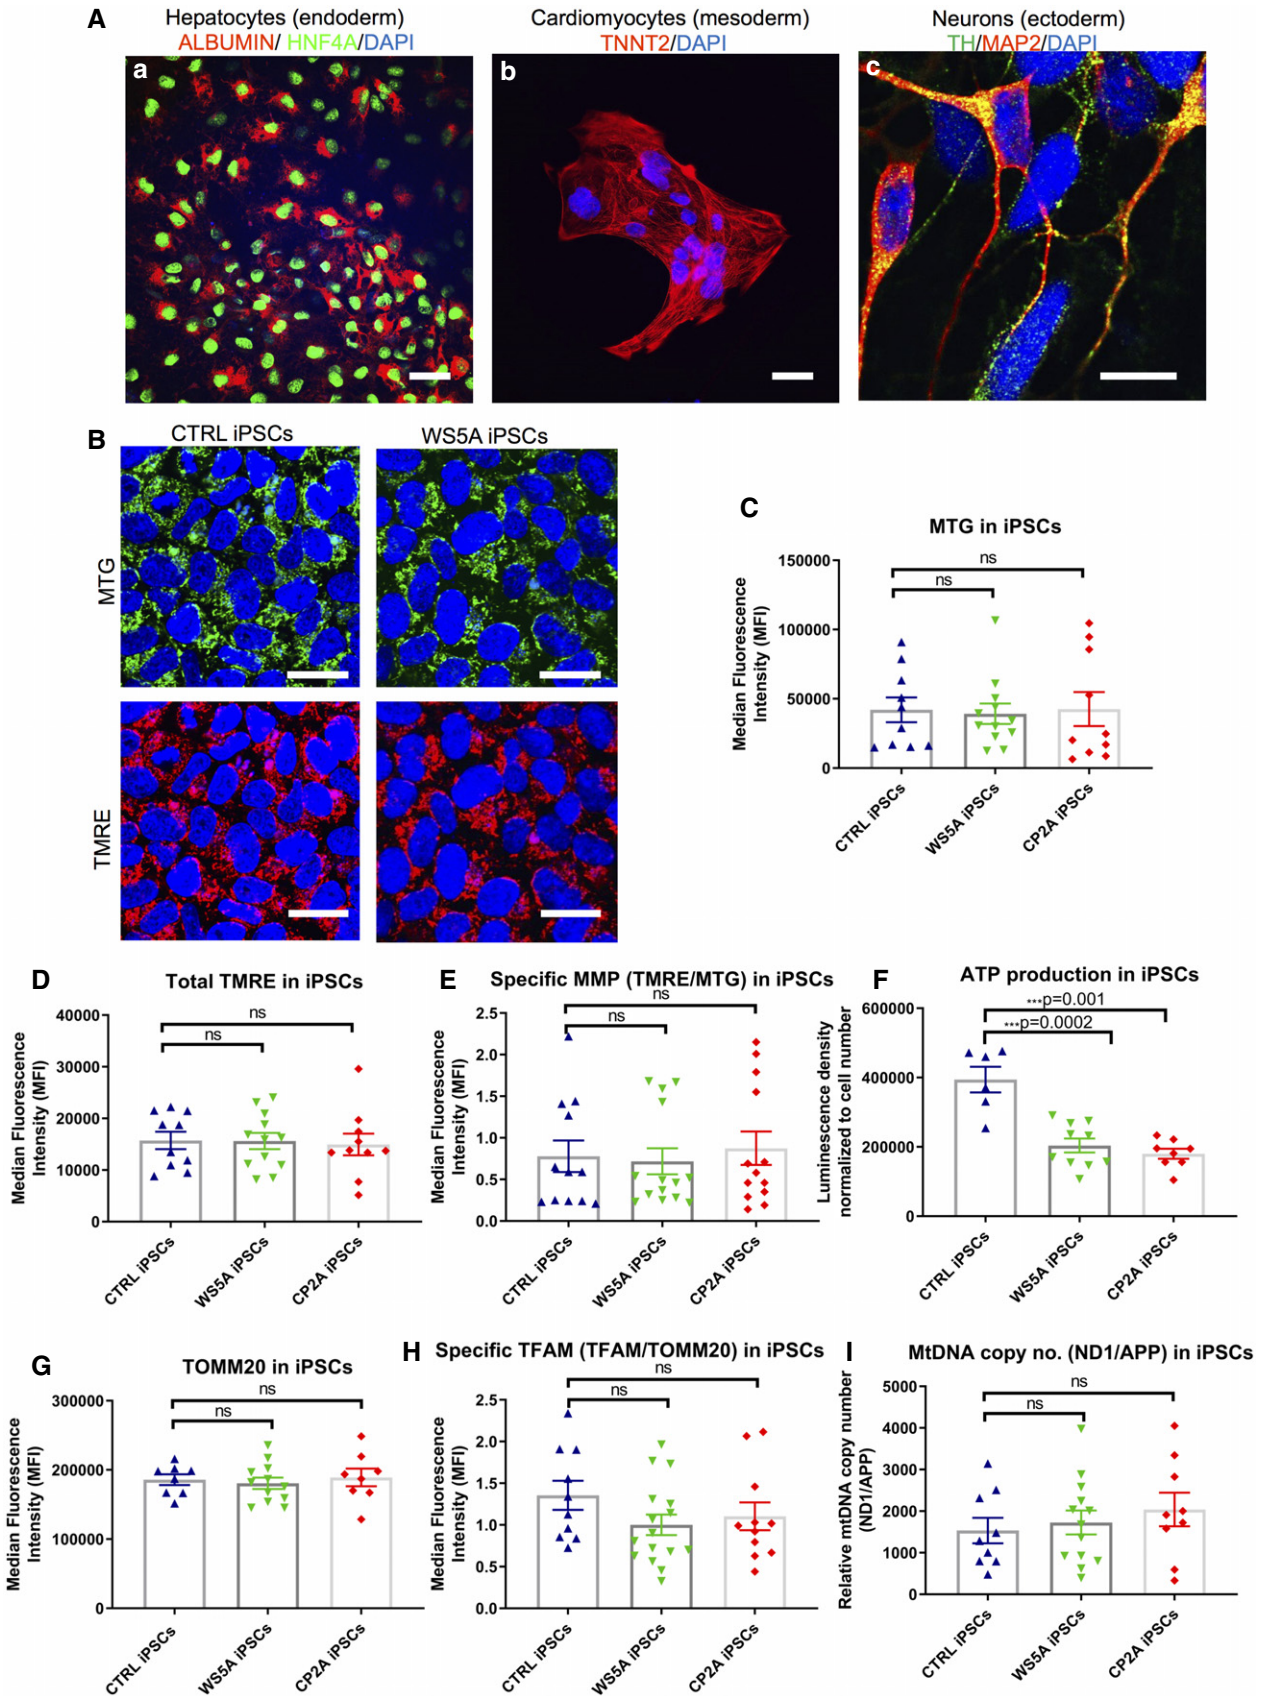 A
Hepatocytes (endoderm)
ALBUMIN/ HNF4A/DAPI
a
Cardiomyocytes (mesoderm)
TNNT2/DAPI
b
Neurons (ectoderm)
TH/MAP2/DAPI
c
B
CTRL iPSCs
WS5A iPSCs
MTG
TMRE
C
MTG in iPSCs
Median Fluorescence
Intensity (MFI)
150000
100000
50000
0
ns
ns
CTRL iPSCs
WS5A iPSCs
CP2A iPSCs
D
Total TMRE in iPSCs
Median Fluorescence
Intensity (MFI)
40000
30000
20000
10000
0
ns
ns
CTRL iPSCs
WS5A iPSCs
CP2A iPSCs
E
Specific MMP (TMRE/MTG) in iPSCs
Median Fluorescence
Intensity (MFI)
2.5
2.0
1.5
1.0
0.5
0.0
ns
ns
CTRL iPSCs
WS5A iPSCs
CP2A iPSCs
F
ATP production in iPSCs
Luminescence density
normalized to cell number
600000
400000
200000
0
***p=0.001
***p=0.0002
CTRL iPSCs
WS5A iPSCs
CP2A iPSCs
G
TOMM20 in iPSCs
Median Fluorescence
Intensity (MFI)
300000
200000
100000
0
ns
ns
CTRL iPSCs
WS5A iPSCs
CP2A iPSCs
H
Specific TFAM (TFAM/TOMM20) in iPSCs
Median Fluorescence
Intensity (MFI)
2.5
2.0
1.5
1.0
0.5
0.0
ns
ns
CTRL iPSCs
WS5A iPSCs
CP2A iPSCs
I
MtDNA copy no. (ND1/APP) in iPSCs
Relative mtDNA copy number
(ND1/APP)
5000
4000
3000
2000
1000
0
ns
ns
CTRL iPSCs
WS5A iPSCs
CP2A iPSCs